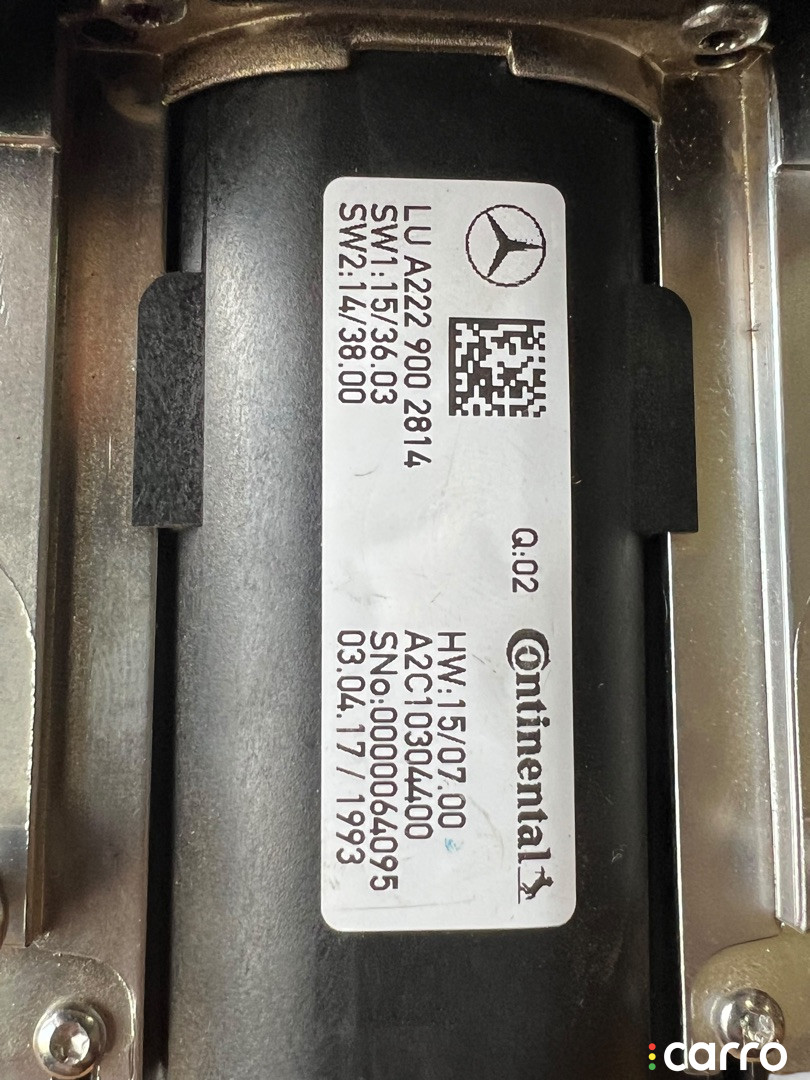 LU A222 900 2814
SW1:15/36.03
SW2:14/38.00
Q:02
Continental
HW:15/07.00
A2C10304400
SNo:0000064095
03.04.17 / 1993
carro